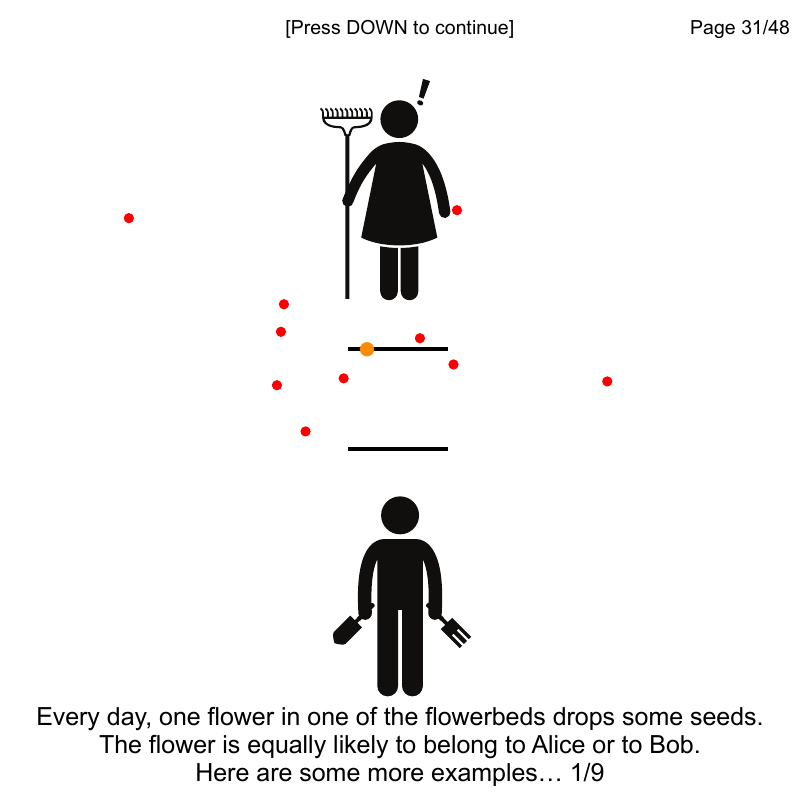 [Press DOWN to continue]
Page 31/48
!
Every day, one flower in one of the flowerbeds drops some seeds.
The flower is equally likely to belong to Alice or to Bob.
Here are some more examples… 1/9